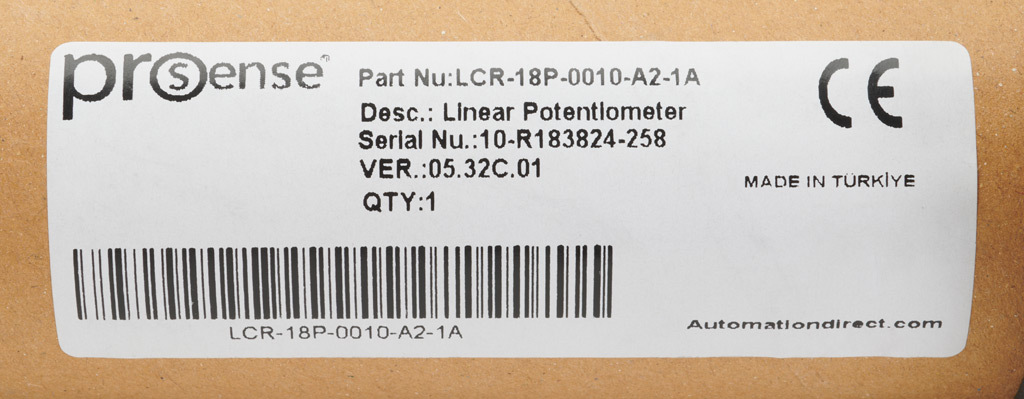 prosense®
Part Nu:LCR-18P-0010-A2-1A
Desc.: Linear Potentiometer
Serial Nu.:10-R183824-258
VER.:05.32C.01
QTY:1
CE
MADE IN TÜRKİYE
LCR-18P-0010-A2-1A
Automationdirect.com